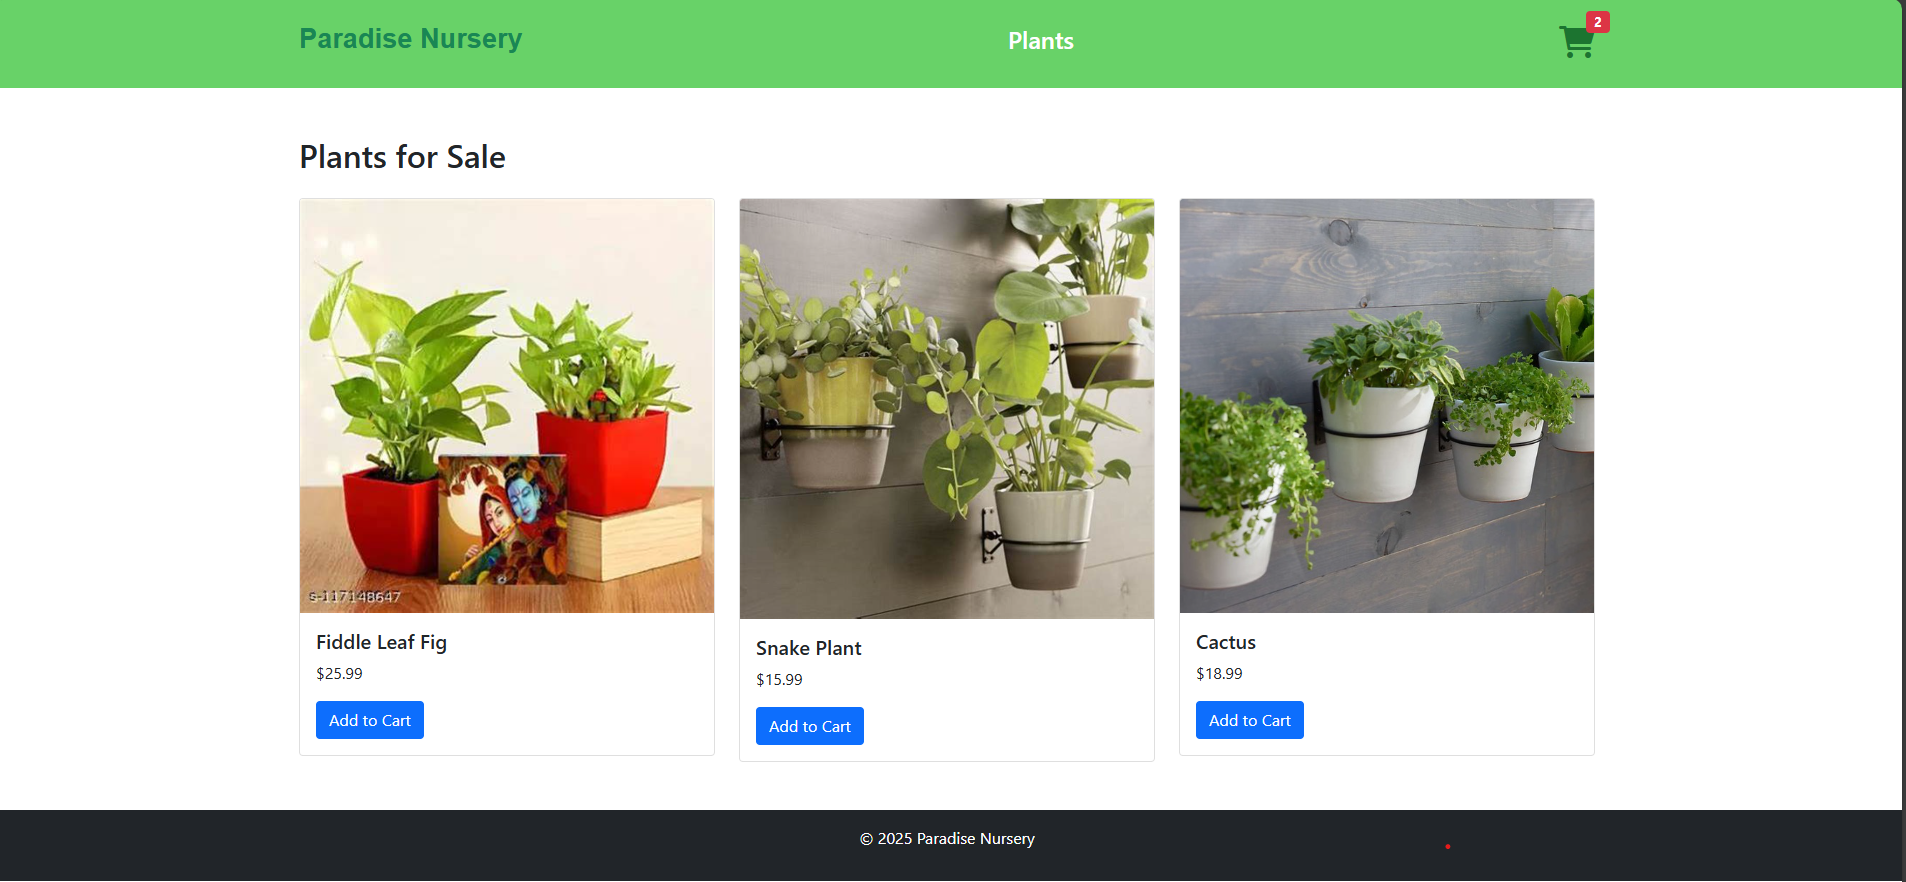 Paradise Nursery
Plants
2
Plants for Sale
S-117148647
Fiddle Leaf Fig
$25.99
Add to Cart
Snake Plant
$15.99
Add to Cart
Cactus
$18.99
Add to Cart
© 2025 Paradise Nursery